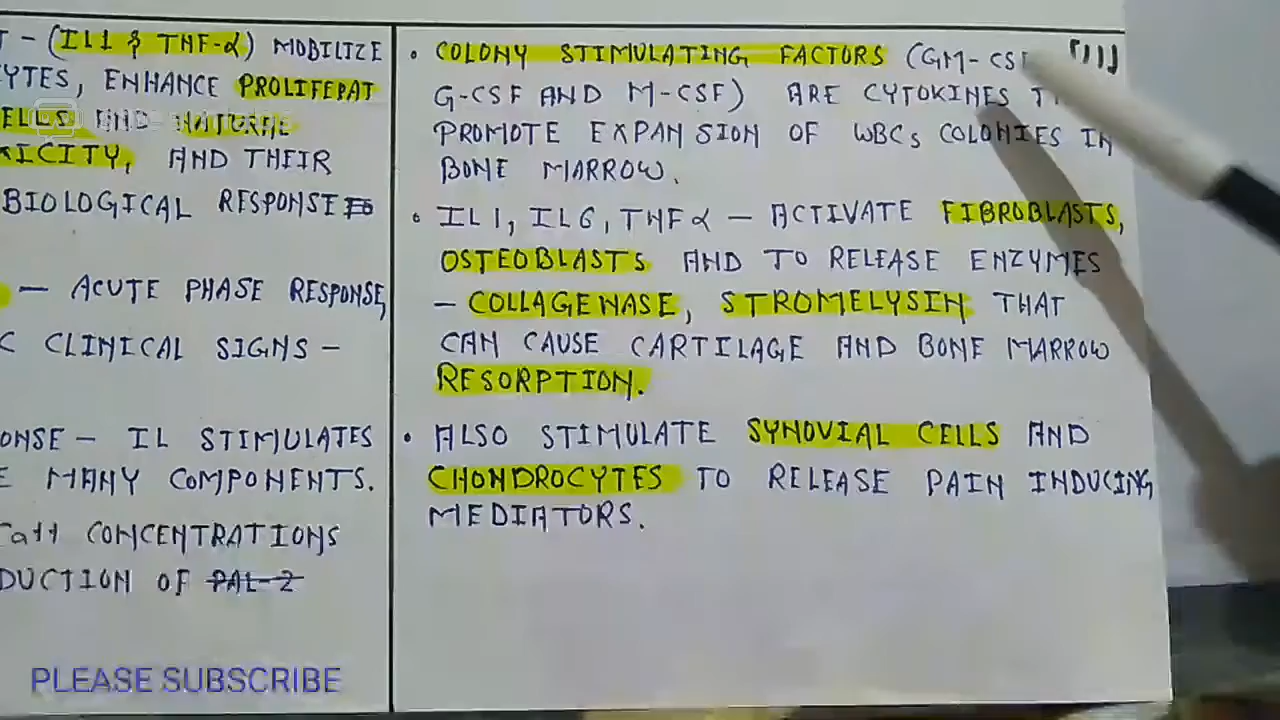 T - (IL1 & TNF-α) MOBILIZE
YTES, ENHANCE PROLIFERAT
ELLS AND NATURAL
XICITY, AND THEIR
BIOLOGICAL RESPONSE
- ACUTE PHASE RESPONSE,
C CLINICAL SIGNS -
ONSE - IL STIMULATES
E MANY COMPONENTS.
Ca++ CONCENTRATIONS
DUCTION OF PAL-2
• COLONY STIMULATING FACTORS (GM-CSF
G-CSF AND M-CSF) ARE CYTOKINES T
PROMOTE EXPANSION OF WBCs COLONIES IN
BONE MARROW.
• IL1, IL6, TNFα - ACTIVATE FIBROBLASTS,
OSTEOBLASTS AND TO RELEASE ENZYMES
- COLLAGENASE, STROMELYSIN THAT
CAN CAUSE CARTILAGE AND BONE MARROW
RESORPTION.
• ALSO STIMULATE SYNOVIAL CELLS AND
CHONDROCYTES TO RELEASE PAIN INDUCING
MEDIATORS.
PLEASE SUBSCRIBE